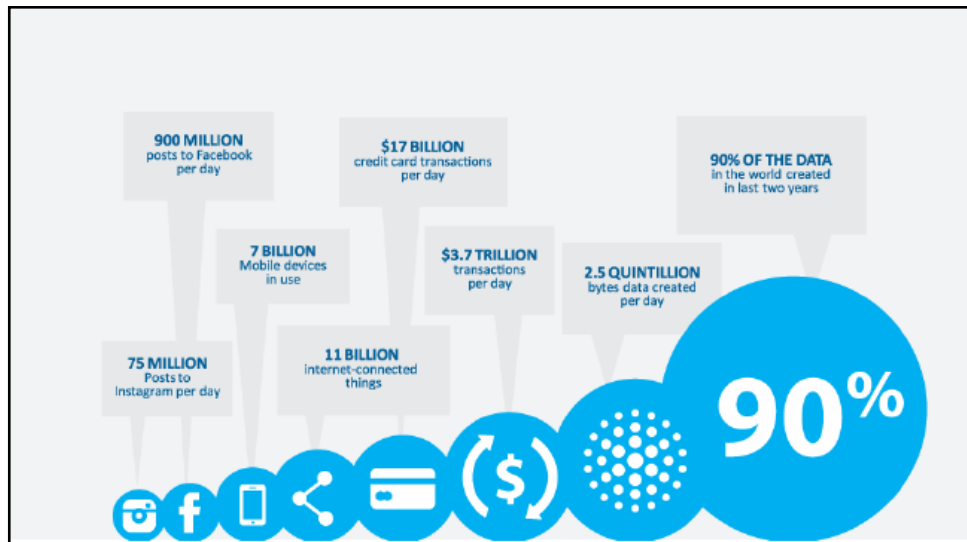 900 MILLION
posts to Facebook
per day
$17 BILLION
credit card transactions
per day
90% OF THE DATA
in the world created
in last two years
7 BILLION
Mobile devices
in use
$3.7 TRILLION
transactions
per day
2.5 QUINTILLION
bytes data created
per day
75 MILLION
Posts to
Instagram per day
11 BILLION
internet-connected
things
90%
f
$